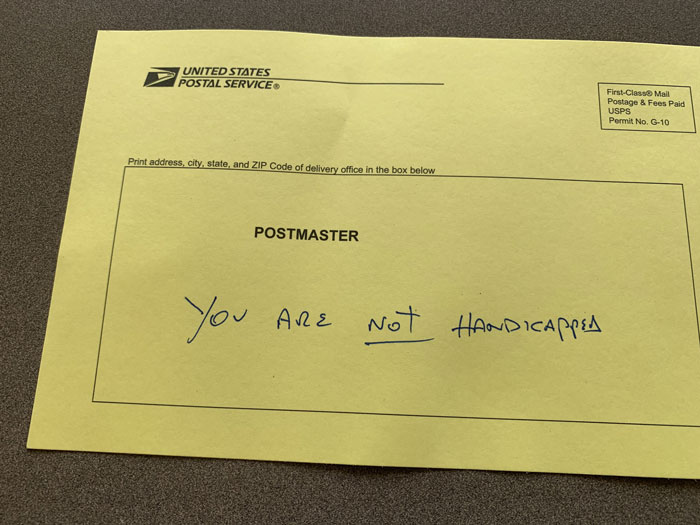 UNITED STATES
POSTAL SERVICE®
First-Class® Mail
Postage & Fees Paid
USPS
Permit No. G-10
Print address, city, state, and ZIP Code of delivery office in the box below
POSTMASTER
YOU ARE NOT HANDICAPPED